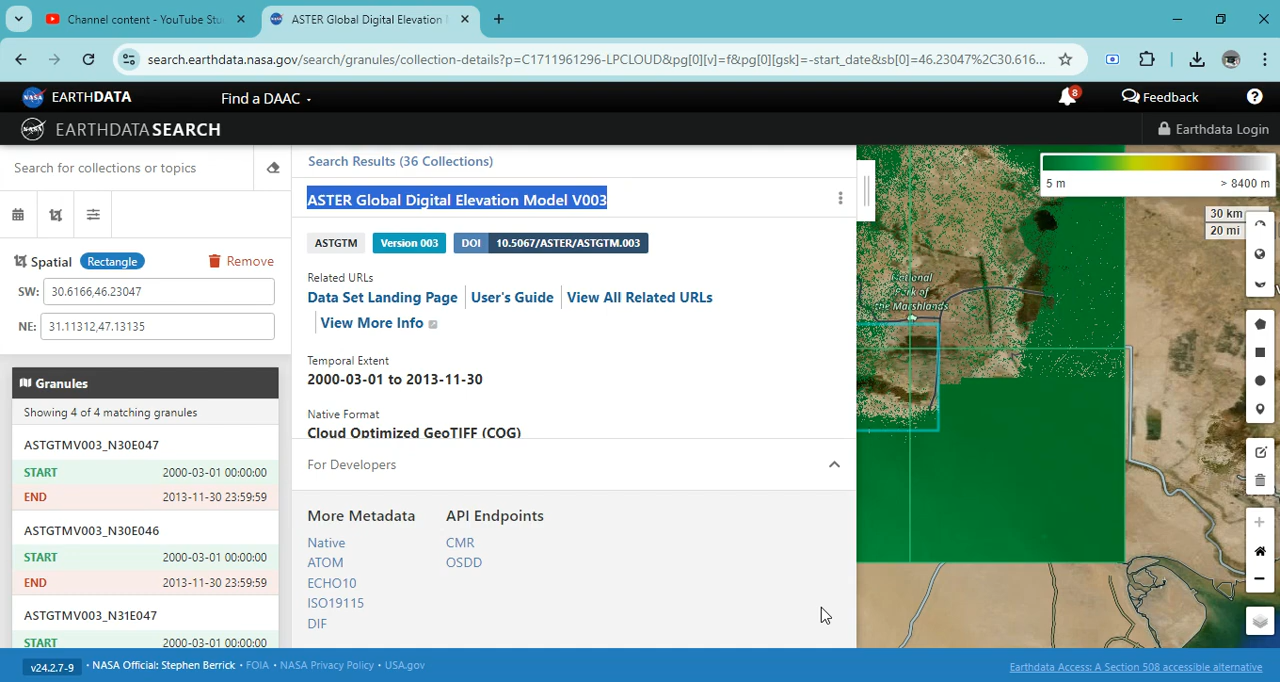 Channel content - YouTube Stu
ASTER Global Digital Elevation
search.earthdata.nasa.gov/search/granules/collection-details?p=C1711961296-LPCLOUD&pg[0][v]=f&pg[0][gsk]=-start_date&sb[0]=46.23047%2C30.616...
EARTHDATA
Find a DAAC
8
Feedback
EARTHDATA SEARCH
Earthdata Login
Search for collections or topics
Spatial
Rectangle
Remove
SW:
30.6166,46.23047
NE:
31.11312,47.13135
Granules
Showing 4 of 4 matching granules
ASTGTMV003_N30E047
START
2000-03-01 00:00:00
END
2013-11-30 23:59:59
ASTGTMV003_N30E046
START
2000-03-01 00:00:00
END
2013-11-30 23:59:59
ASTGTMV003_N31E047
START
2000-03-01 00:00:00
Search Results (36 Collections)
ASTER Global Digital Elevation Model V003
ASTGTM
Version 003
DOI
10.5067/ASTER/ASTGTM.003
Related URLs
Data Set Landing Page
User's Guide
View All Related URLs
View More Info
Temporal Extent
2000-03-01 to 2013-11-30
Native Format
Cloud Optimized GeoTIFF (COG)
For Developers
More Metadata
Native
ATOM
ECHO10
ISO19115
DIF
API Endpoints
CMR
OSDD
5 m
> 8400 m
30 km
20 mi
National
Park of
the Marshlands
v24.2.7-9
• NASA Official: Stephen Berrick
• FOIA
• NASA Privacy Policy
• USA.gov
Earthdata Access: A Section 508 accessible alternative